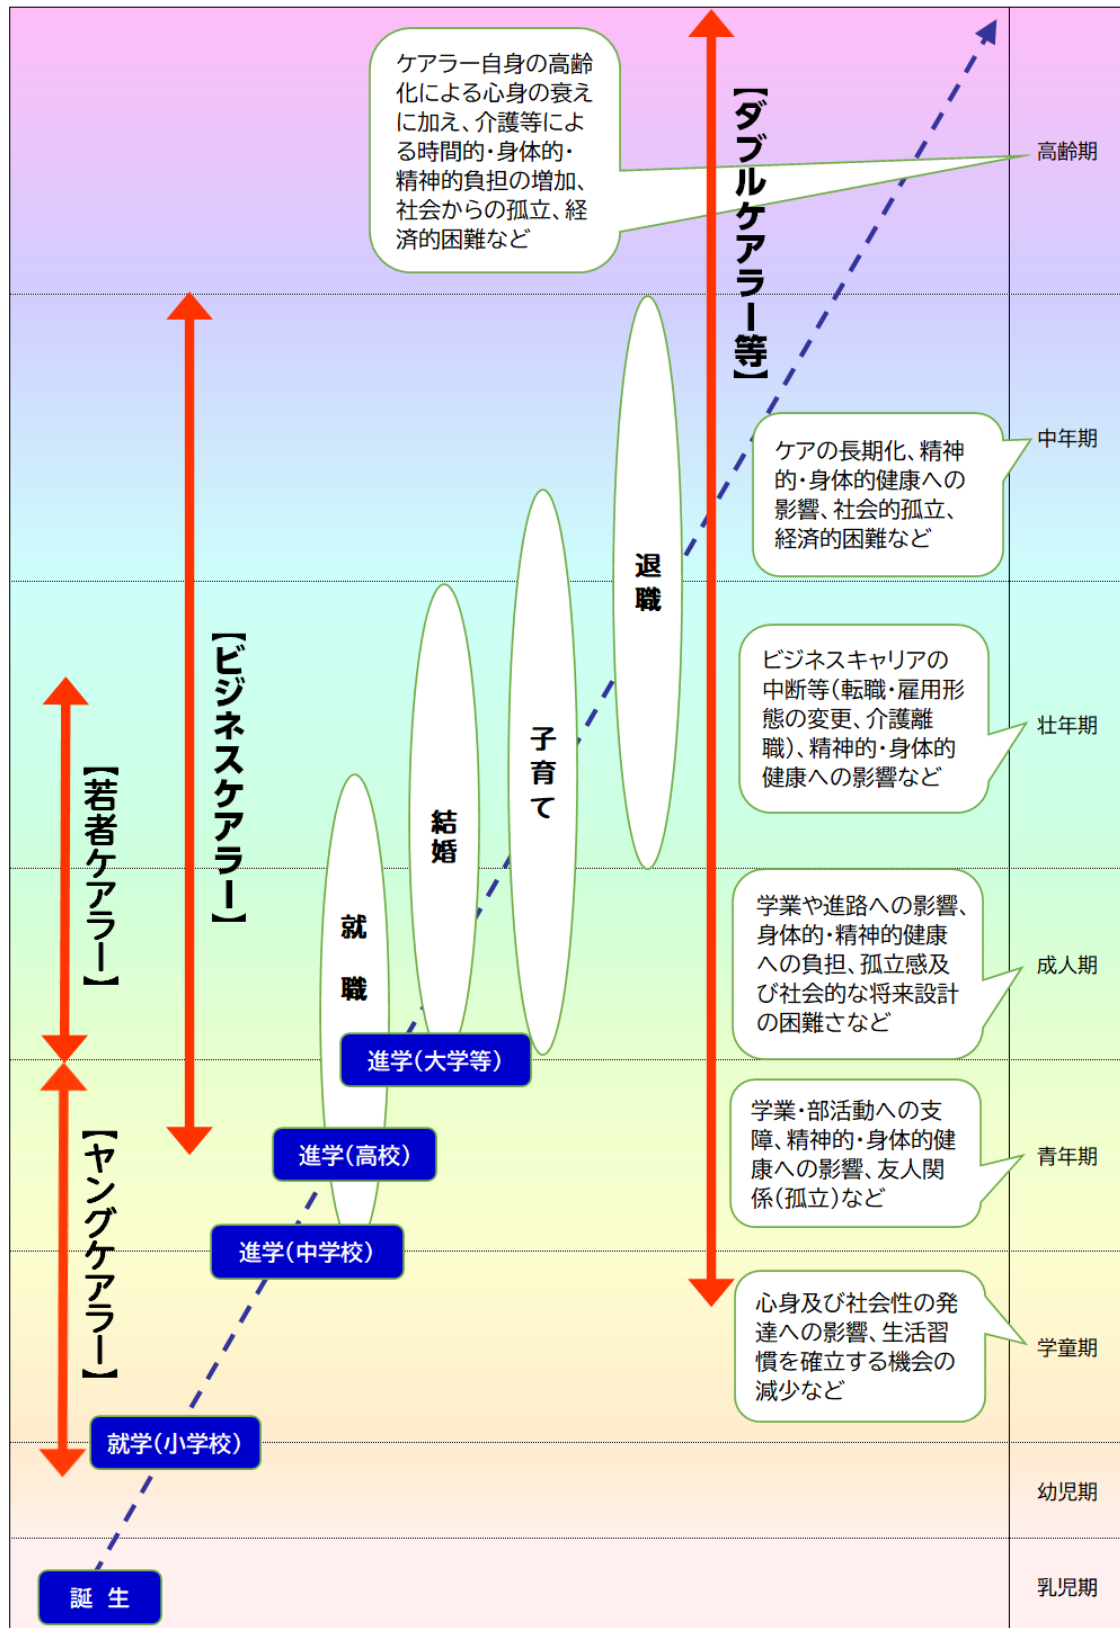 ケアラー自身の高齢
化による心身の衰え
に加え、介護等によ
る時間的・身体的・
精神的負担の増加、
社会からの孤立、経
済的困難など
【ダブルケアラー等】
高齢期
ケアの長期化、精神
的・身体的健康への
影響、社会的孤立、
経済的困難など
中年期
退職
【ビジネスケアラー】
ビジネスキャリアの
中断等(転職・雇用形
態の変更、介護離
職)、精神的・身体的
健康への影響など
壮年期
子育て
結婚
【若者ケアラー】
就職
学業や進路への影響、
身体的・精神的健康
への負担、孤立感及
び社会的な将来設計
の困難さなど
成人期
進学(大学等)
学業・部活動への支
障、精神的・身体的健
康への影響、友人関
係(孤立)など
青年期
進学(高校)
【ヤングケアラー】
進学(中学校)
心身及び社会性の発
達への影響、生活習
慣を確立する機会の
減少など
学童期
就学(小学校)
幼児期
誕生
乳児期